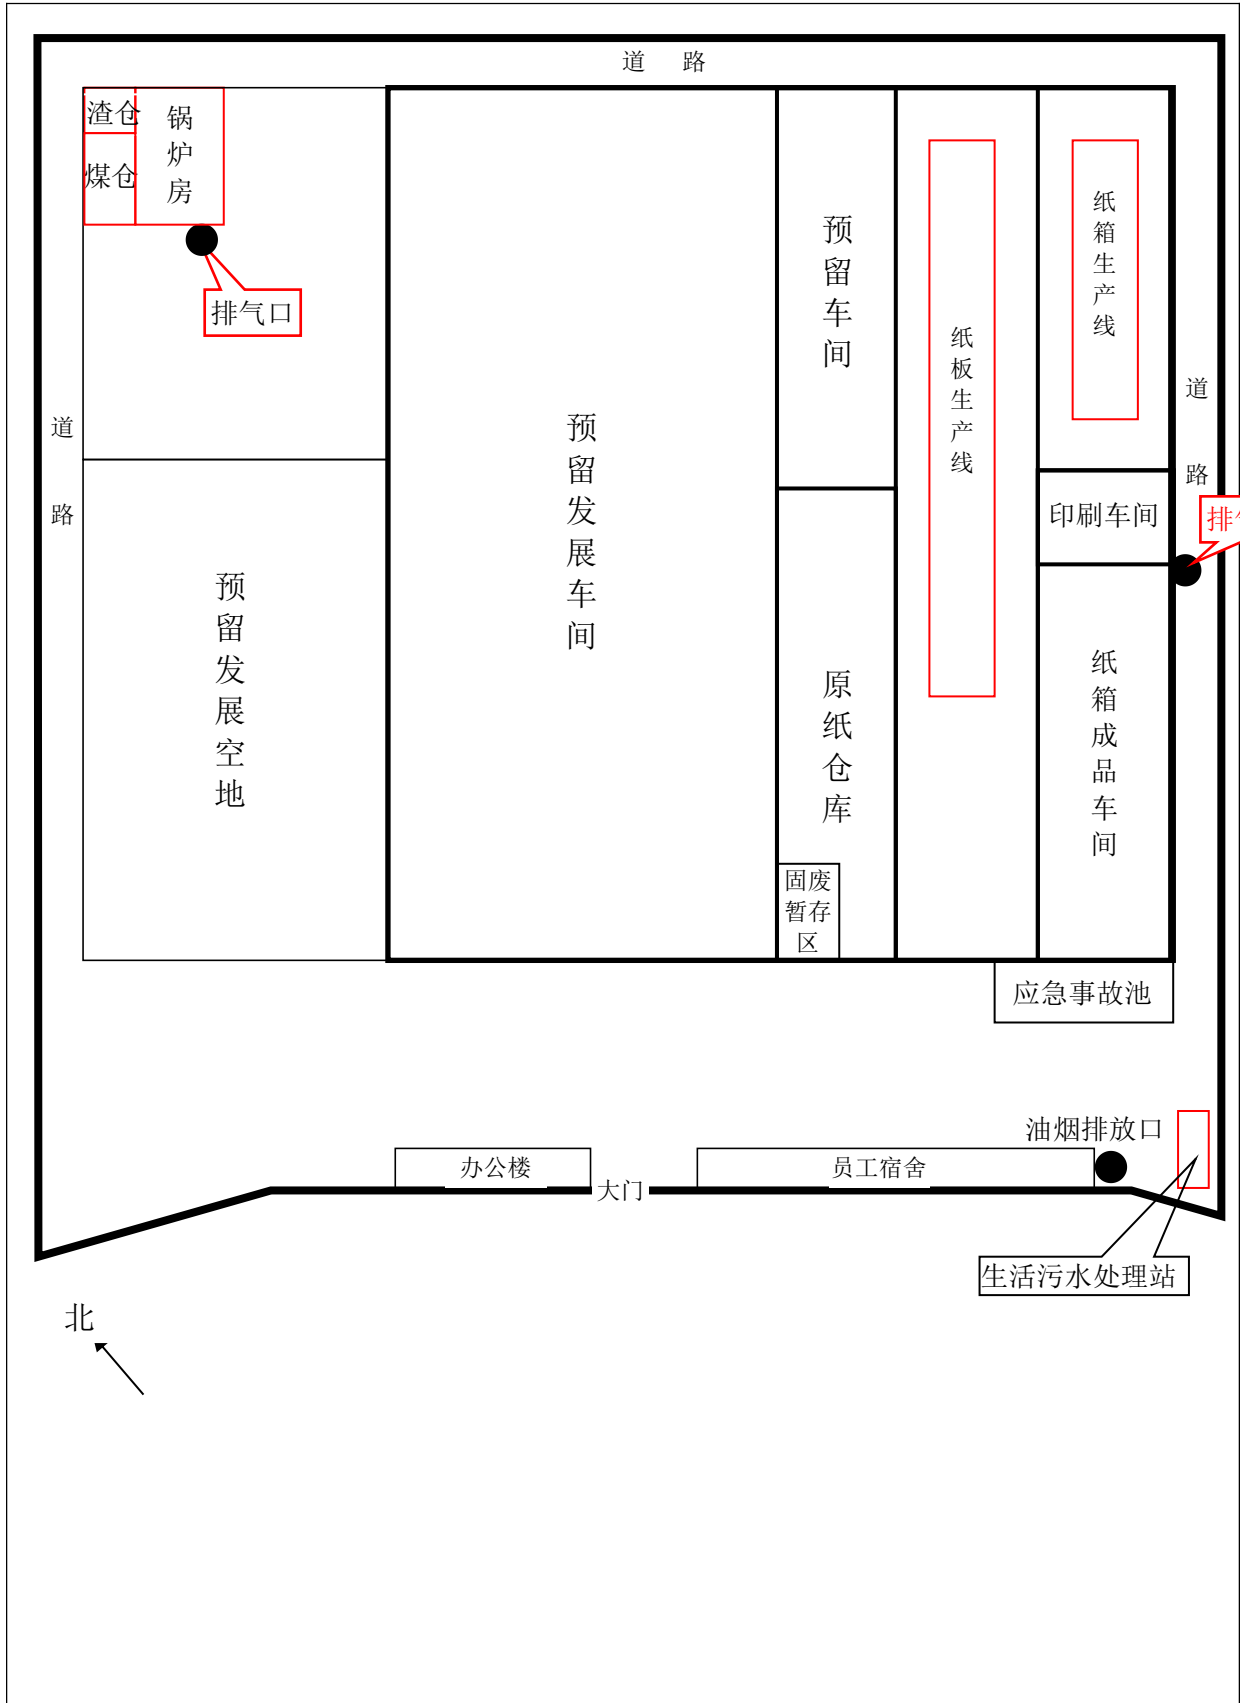 道 路
渣仓
煤仓
锅炉房
排气口
道路
预留发展空地
预留发展车间
预留车间
原纸仓库
固废
暂存
区
纸板生产线
纸箱生产线
印刷车间
纸箱成品车间
道路
排
应急事故池
油烟排放口
办公楼
大门
员工宿舍
生活污水处理站
北